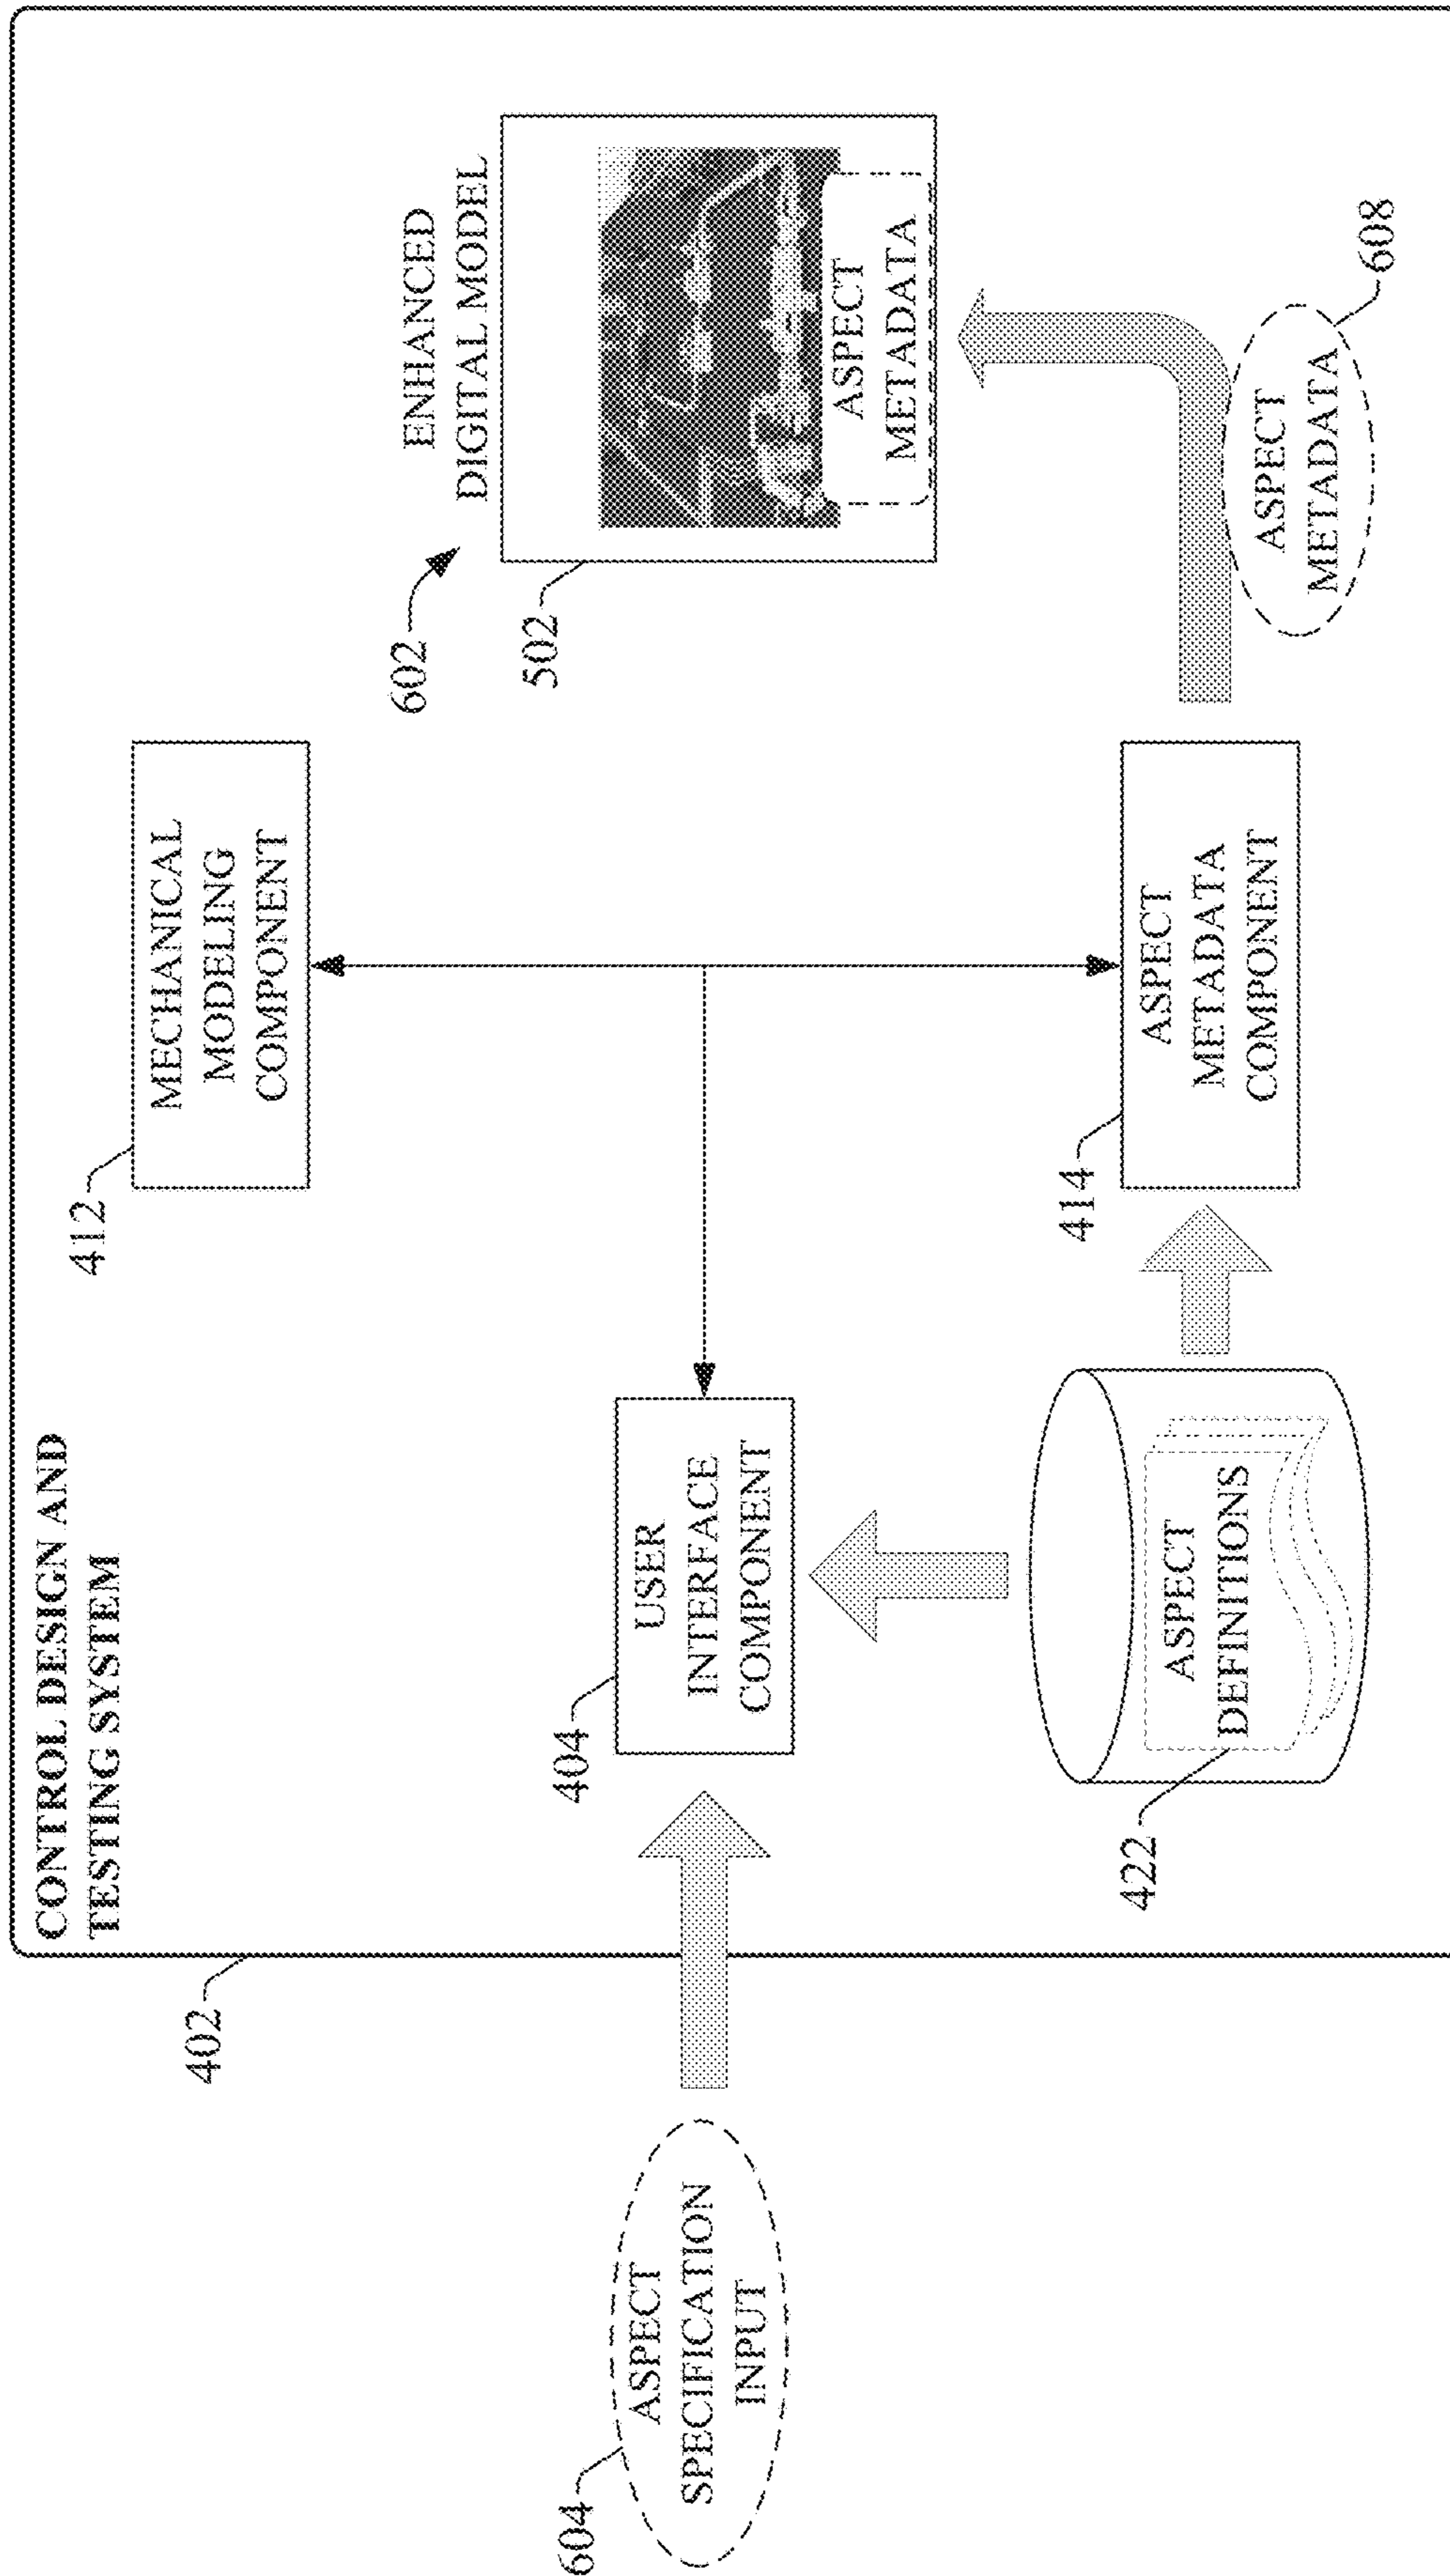 CONTROL DESIGN AND
TESTING SYSTEM
402
412
MECHANICAL
MODELING
COMPONENT
602
ENHANCED
DIGITAL MODEL
502
ASPECT
METADATA
604
ASPECT
SPECIFICATION
INPUT
404
USER
INTERFACE
COMPONENT
422
ASPECT
DEFINITIONS
414
ASPECT
METADATA
COMPONENT
ASPECT
METADATA
608